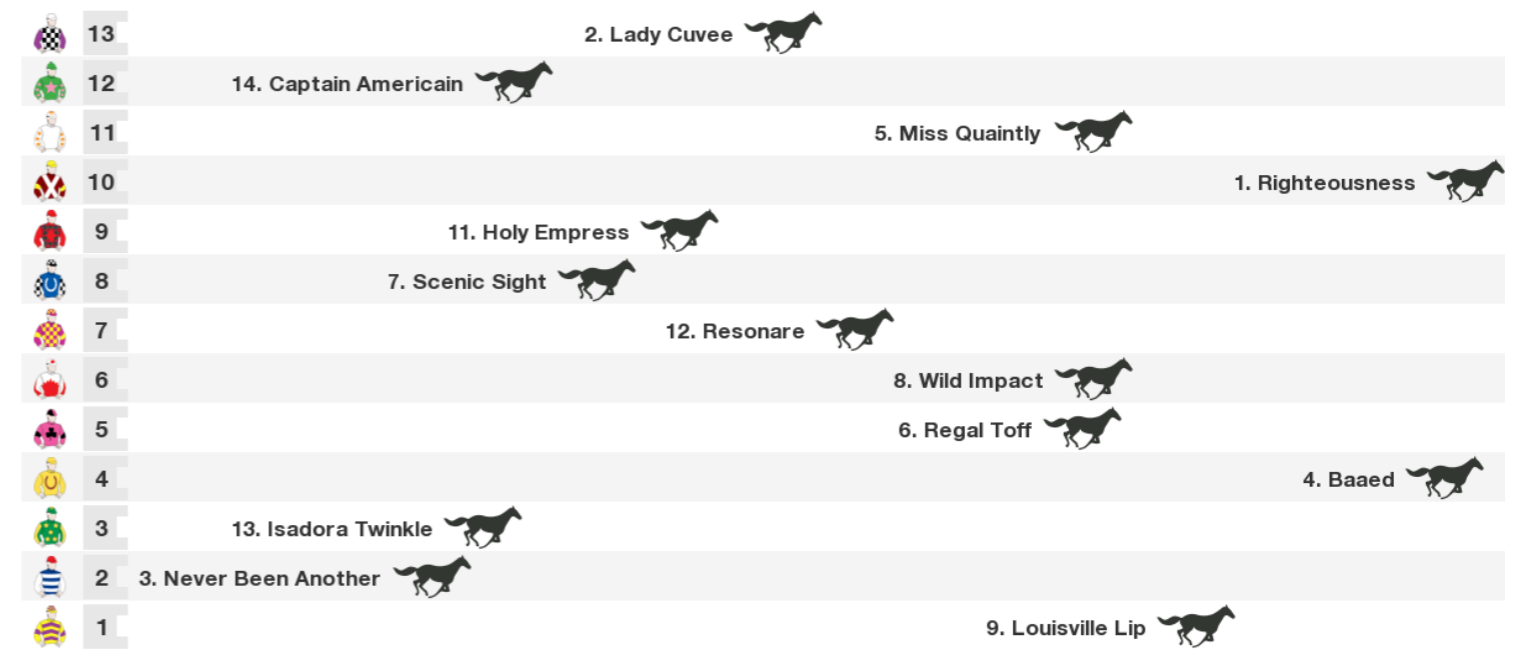 13 2. Lady Cuvee
12 14. Captain Americain
11 5. Miss Quaintly
10 1. Righteousness
9 11. Holy Empress
8 7. Scenic Sight
7 12. Resonare
6 8. Wild Impact
5 6. Regal Toff
4 4. Baaed
3 13. Isadora Twinkle
2 3. Never Been Another
1 9. Louisville Lip